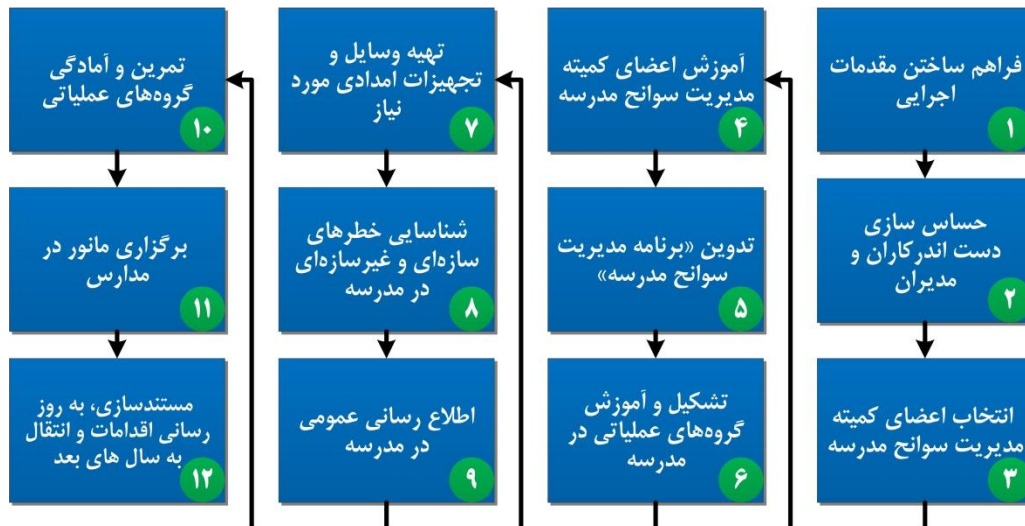 فراهم ساختن مقدمات
اجرایی
۱
حساس سازی
دست اندرکاران و
مدیران
۲
انتخاب اعضای کمیته
مدیریت سوانح مدرسه
۳
آموزش اعضای کمیته
مدیریت سوانح مدرسه
۴
تدوین «برنامه مدیریت
سوانح مدرسه»
۵
تشکیل و آموزش
گروه‌های عملیاتی در
مدرسه
۶
تهیه وسایل و
تجهیزات امدادی مورد
نیاز
۷
شناسایی خطرهای
سازه‌ای و غیرسازه‌ای
در مدرسه
۸
اطلاع رسانی عمومی
در مدرسه
۹
تمرین و آمادگی
گروه‌های عملیاتی
۱۰
برگزاری مانور در
مدارس
۱۱
مستندسازی، به روز
رسانی اقدامات و انتقال
به سال های بعد
۱۲